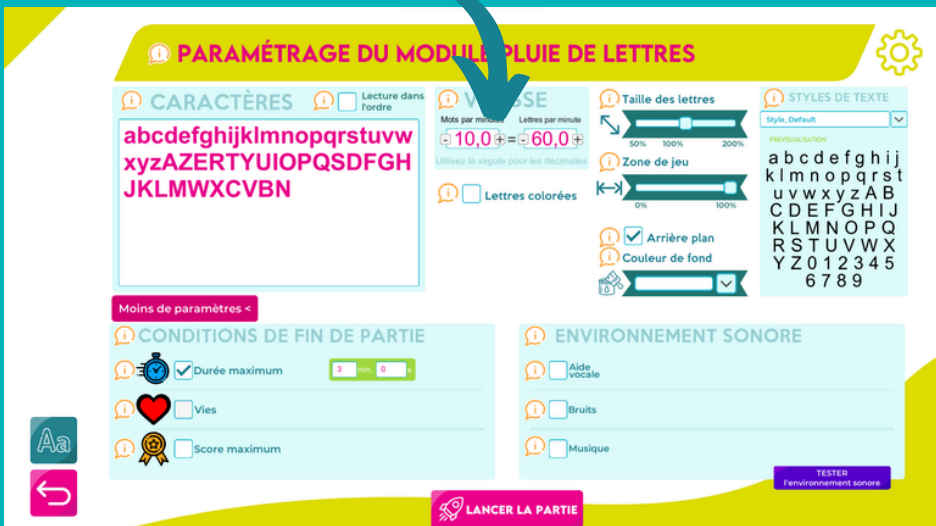 PARAMÉTRAGE DU MODULE PLUIE DE LETTRES
CARACTÈRES
Lecture dans
l'ordre
abcdefghijklmnopqrstuvw
xyzAZERTYUIOPQSDFGH
JKLMWXCVBN
Mots par minutes
Lettres par minute
- 10,0 + = - 60,0 +
Utilisez la virgule pour les décimales
Lettres colorées
Taille des lettres
50% 100% 200%
Zone de jeu
0% 100%
Arrière plan
Couleur de fond
STYLES DE TEXTE
Style_Default
PREVISUALISATION
a b c d e f g h i j
k l m n o p q r s t
u v w x y z A B
C D E F G H I J
K L M N O P Q
R S T U V W X
Y Z 0 1 2 3 4 5
6 7 8 9
Moins de paramètres <
CONDITIONS DE FIN DE PARTIE
Durée maximum
3 min. 0 s.
Vies
Score maximum
ENVIRONNEMENT SONORE
Aide
vocale
Bruits
Musique
TESTER
l'environnement sonore
Aa
LANCER LA PARTIE